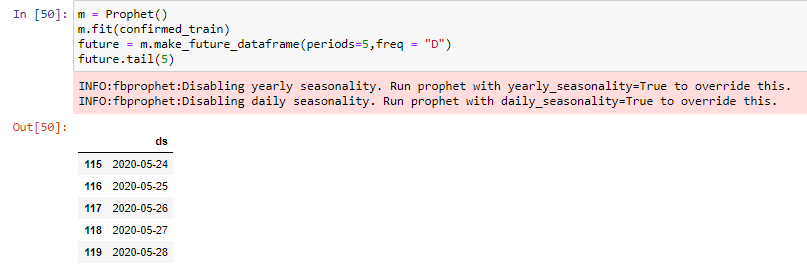 In [50]: m = Prophet()
m.fit(confirmed_train)
future = m.make_future_dataframe(periods=5,freq = "D")
future.tail(5)
INFO:fbprophet:Disabling yearly seasonality. Run prophet with yearly_seasonality=True to override this.
INFO:fbprophet:Disabling daily seasonality. Run prophet with daily_seasonality=True to override this.
Out[50]:
ds
115 2020-05-24
116 2020-05-25
117 2020-05-26
118 2020-05-27
119 2020-05-28